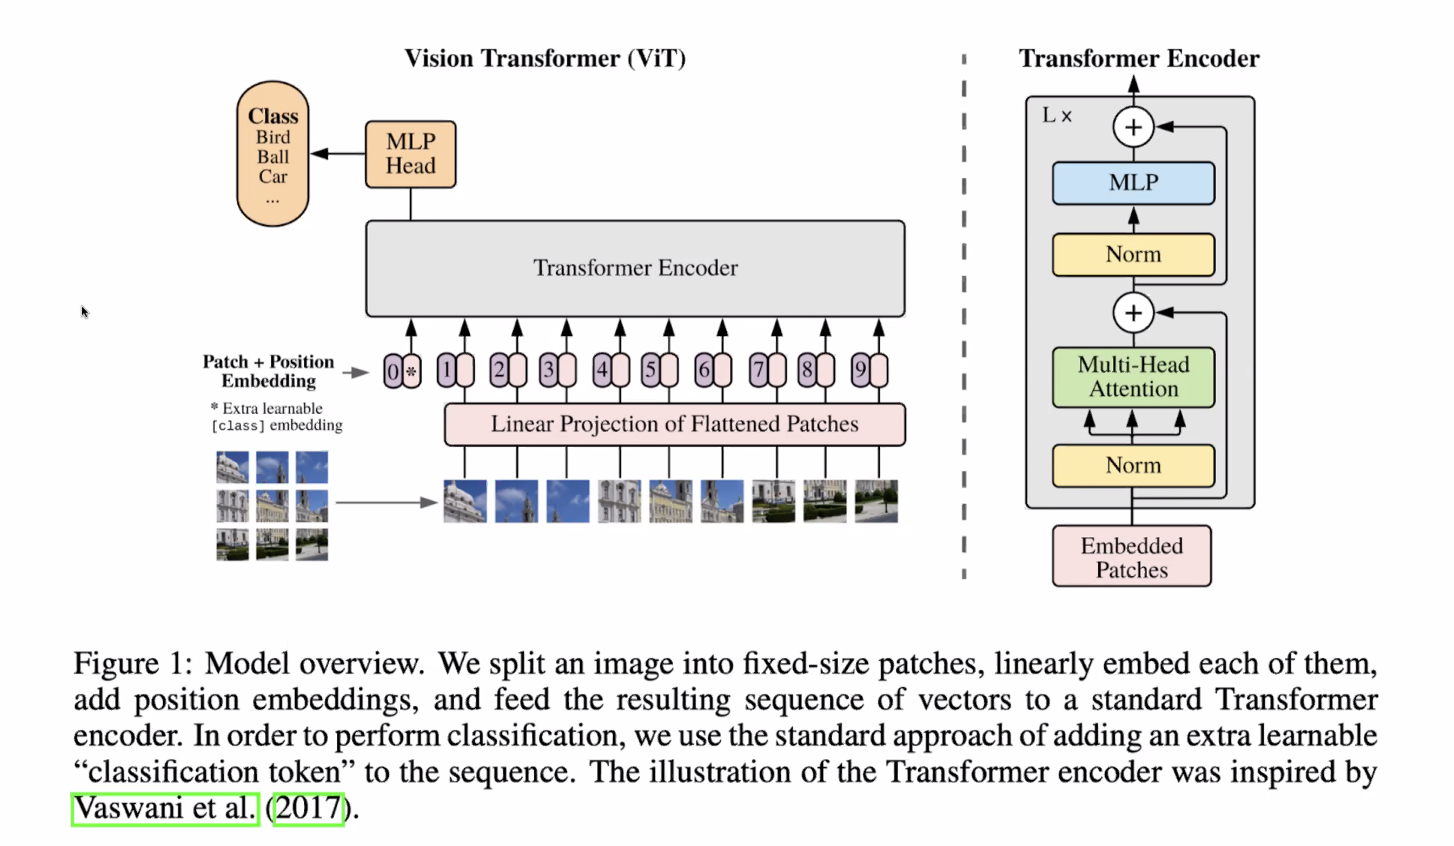 Vision Transformer (ViT)
Class
Bird
Ball
Car
...
MLP
Head
Transformer Encoder
Patch + Position
Embedding
0 * 1 2 3 4 5 6 7 8 9
* Extra learnable
[class] embedding
Linear Projection of Flattened Patches
Transformer Encoder
L x
+
MLP
Norm
+
Multi-Head
Attention
Norm
Embedded
Patches
Figure 1: Model overview. We split an image into fixed-size patches, linearly embed each of them,
add position embeddings, and feed the resulting sequence of vectors to a standard Transformer
encoder. In order to perform classification, we use the standard approach of adding an extra learnable
“classification token” to the sequence. The illustration of the Transformer encoder was inspired by
Vaswani et al. (2017).